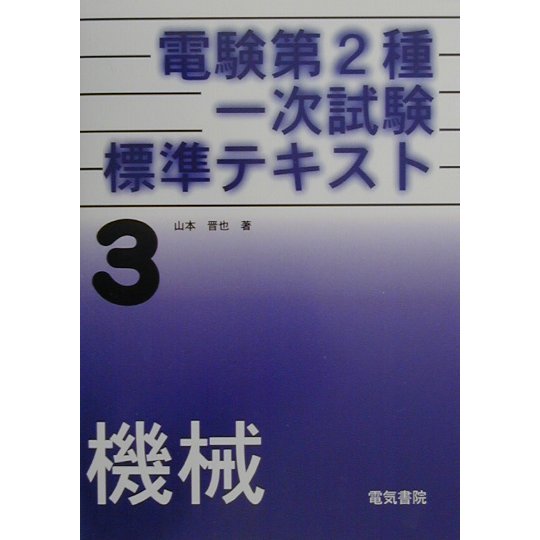 電験第2種
一次試験
標準テキスト
3
山本 晋也 著
機械
電気書院